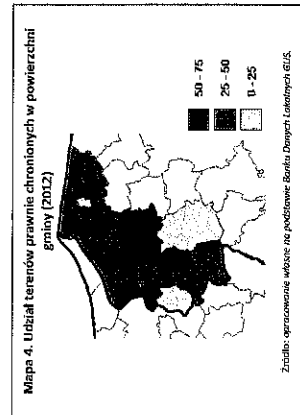 Mapa 4. Udział terenów prawnie chronionych w powierzchni
gminy (2012)
50 – 75
25 – 50
0 – 25
Źródło: opracowanie własne na podstawie Banku Danych Lokalnych GUS.